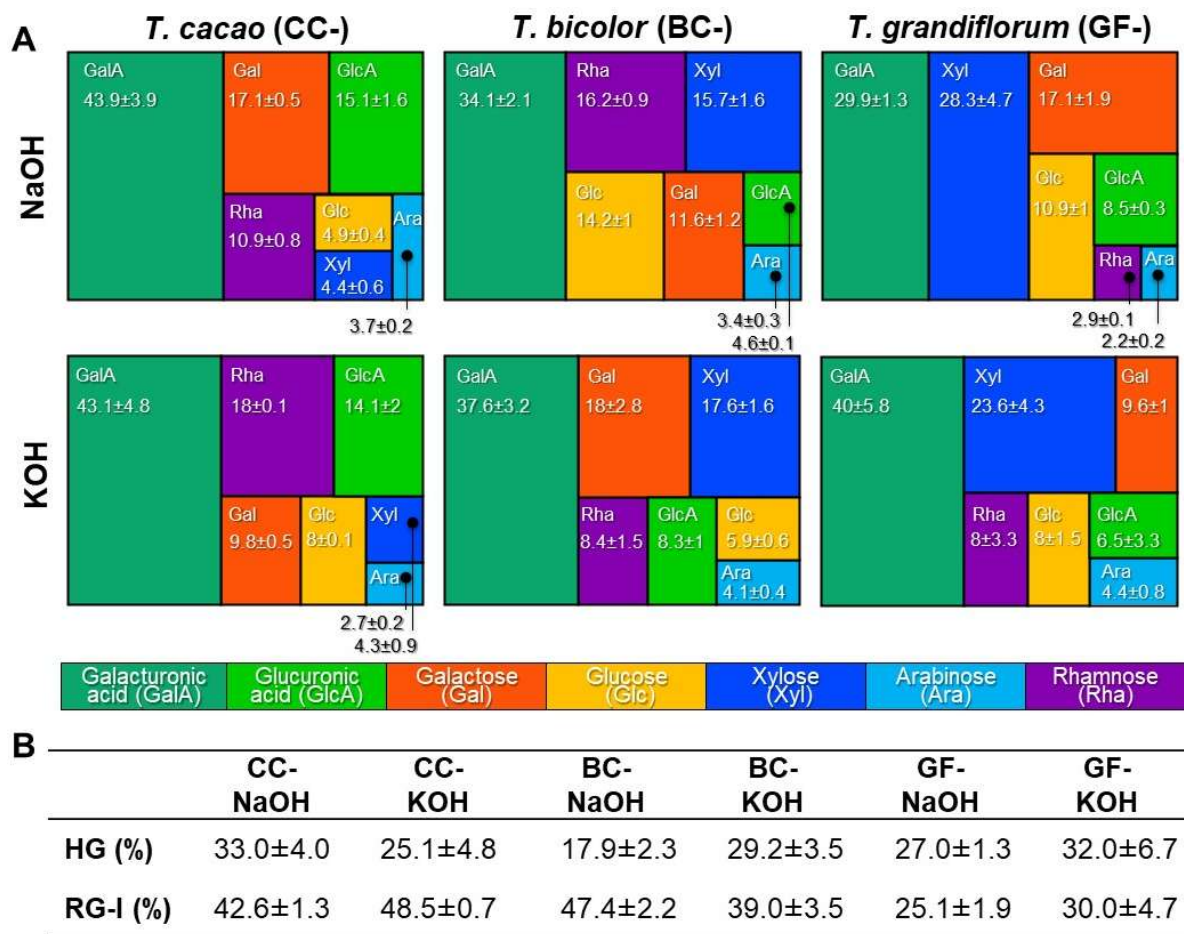 A
T. cacao (CC-) T. bicolor (BC-) T. grandiflorum (GF-)
NaOH
GalA
43.9±3.9
Gal
17.1±0.5
GlcA
15.1±1.6
Rha
10.9±0.8
Glc
4.9±0.4
Xyl
4.4±0.6
Ara
3.7±0.2
GalA
34.1±2.1
Rha
16.2±0.9
Xyl
15.7±1.6
Glc
14.2±1
Gal
11.6±1.2
GlcA
Ara
3.4±0.3
4.6±0.1
GalA
29.9±1.3
Xyl
28.3±4.7
Gal
17.1±1.9
Glc
10.9±1
GlcA
8.5±0.3
Rha
Ara
2.9±0.1
2.2±0.2
KOH
GalA
43.1±4.8
Rha
18±0.1
GlcA
14.1±2
Gal
9.8±0.5
Glc
8±0.1
Xyl
Ara
2.7±0.2
4.3±0.9
GalA
37.6±3.2
Gal
18±2.8
Xyl
17.6±1.6
Rha
8.4±1.5
GlcA
8.3±1
Glc
5.9±0.6
Ara
4.1±0.4
GalA
40±5.8
Xyl
23.6±4.3
Gal
9.6±1
Rha
8±3.3
Glc
8±1.5
GlcA
6.5±3.3
Ara
4.4±0.8
Galacturonic acid (GalA)
Glucuronic acid (GlcA)
Galactose (Gal)
Glucose (Glc)
Xylose (Xyl)
Arabinose (Ara)
Rhamnose (Rha)
B
CC- CC- BC- BC- GF- GF-
NaOH KOH NaOH KOH NaOH KOH
HG (%) 33.0±4.0 25.1±4.8 17.9±2.3 29.2±3.5 27.0±1.3 32.0±6.7
RG-I (%) 42.6±1.3 48.5±0.7 47.4±2.2 39.0±3.5 25.1±1.9 30.0±4.7